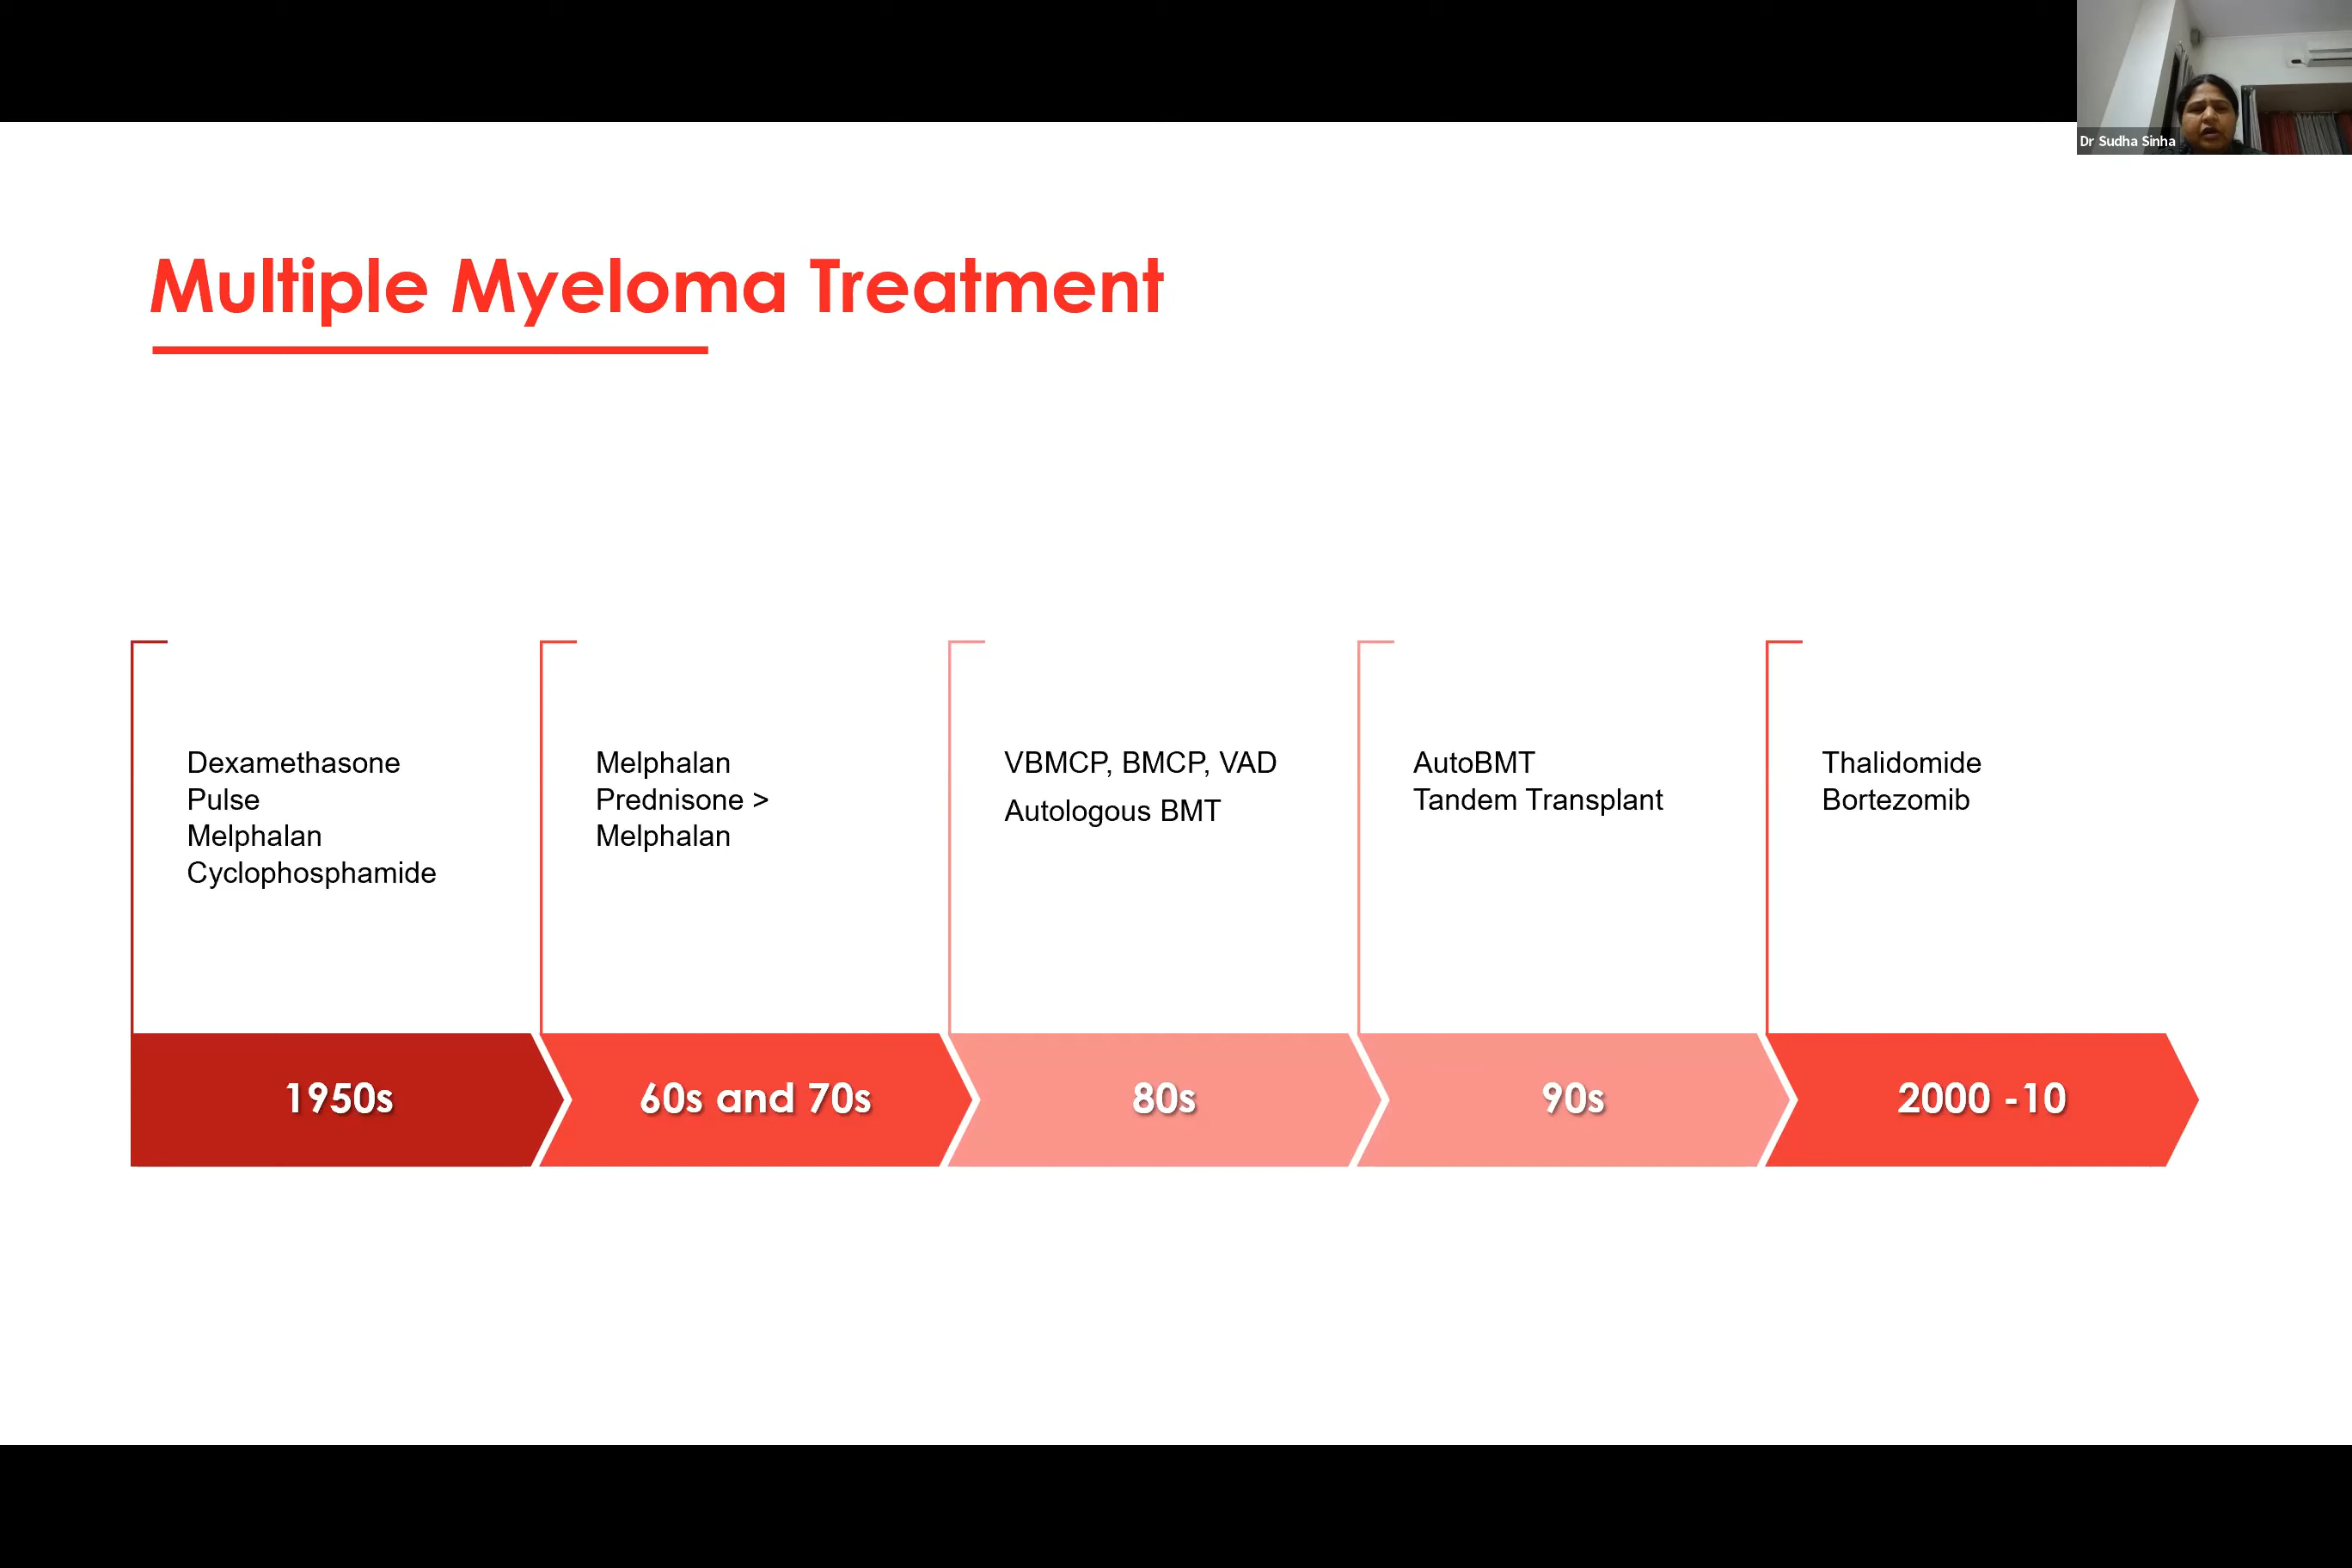 Dr Sudha Sinha
Multiple Myeloma Treatment
Dexamethasone
Pulse
Melphalan
Cyclophosphamide
Melphalan
Prednisone >
Melphalan
VBMCP, BMCP, VAD
Autologous BMT
AutoBMT
Tandem Transplant
Thalidomide
Bortezomib
1950s
60s and 70s
80s
90s
2000 -10